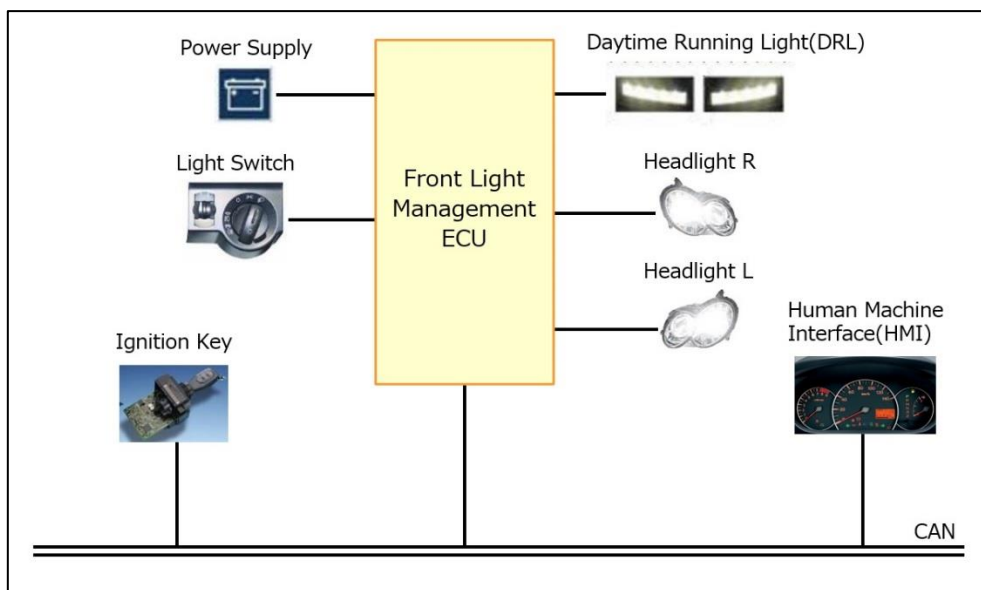 Power Supply
Daytime Running Light(DRL)
Light Switch
Front Light
Management
ECU
Headlight R
Headlight L
Ignition Key
Human Machine
Interface(HMI)
CAN